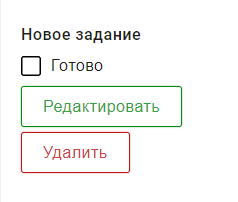 Новое задание
Готово
Редактировать
Удалить